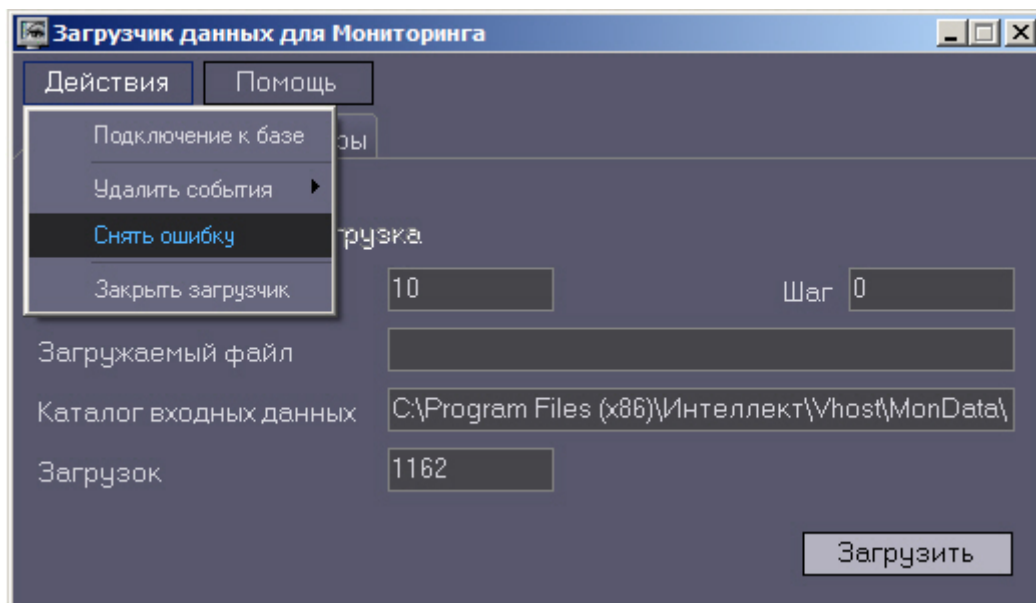 Загрузчик данных для Мониторинга
Действия Помощь
Подключение к базе
Удалить события
Снять ошибку
Закрыть загрузчик
10 Шаг 0
Загружаемый файл
Каталог входных данных C:\Program Files (x86)\Интеллект\Vhost\MonData\
Загрузок 1162
Загрузить